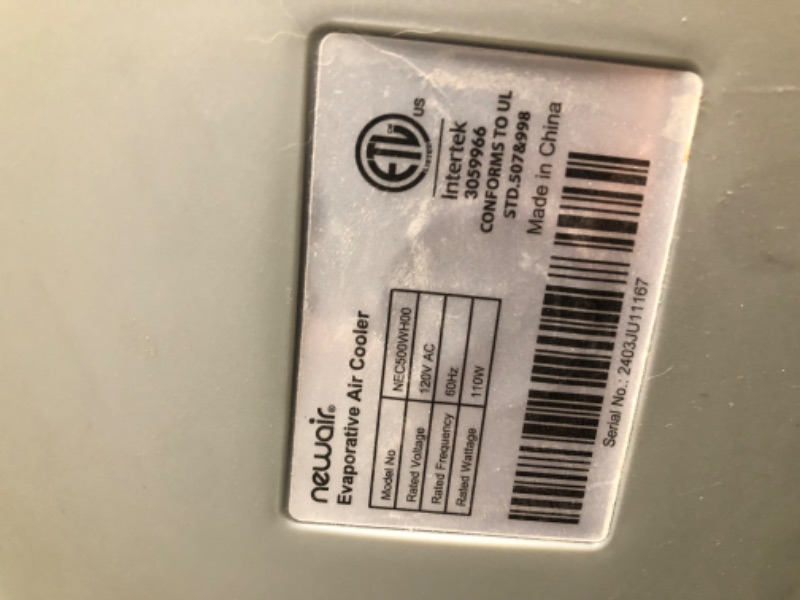 newair®
Evaporative Air Cooler
Model No NEC500WH00
Rated Voltage 120V AC
Rated Frequency 60Hz
Rated Wattage 110W
ETL
LISTED
US
Intertek
3059966
CONFORMS TO UL
STD.507&998
Made in China
Serial No.: 2403JU11167